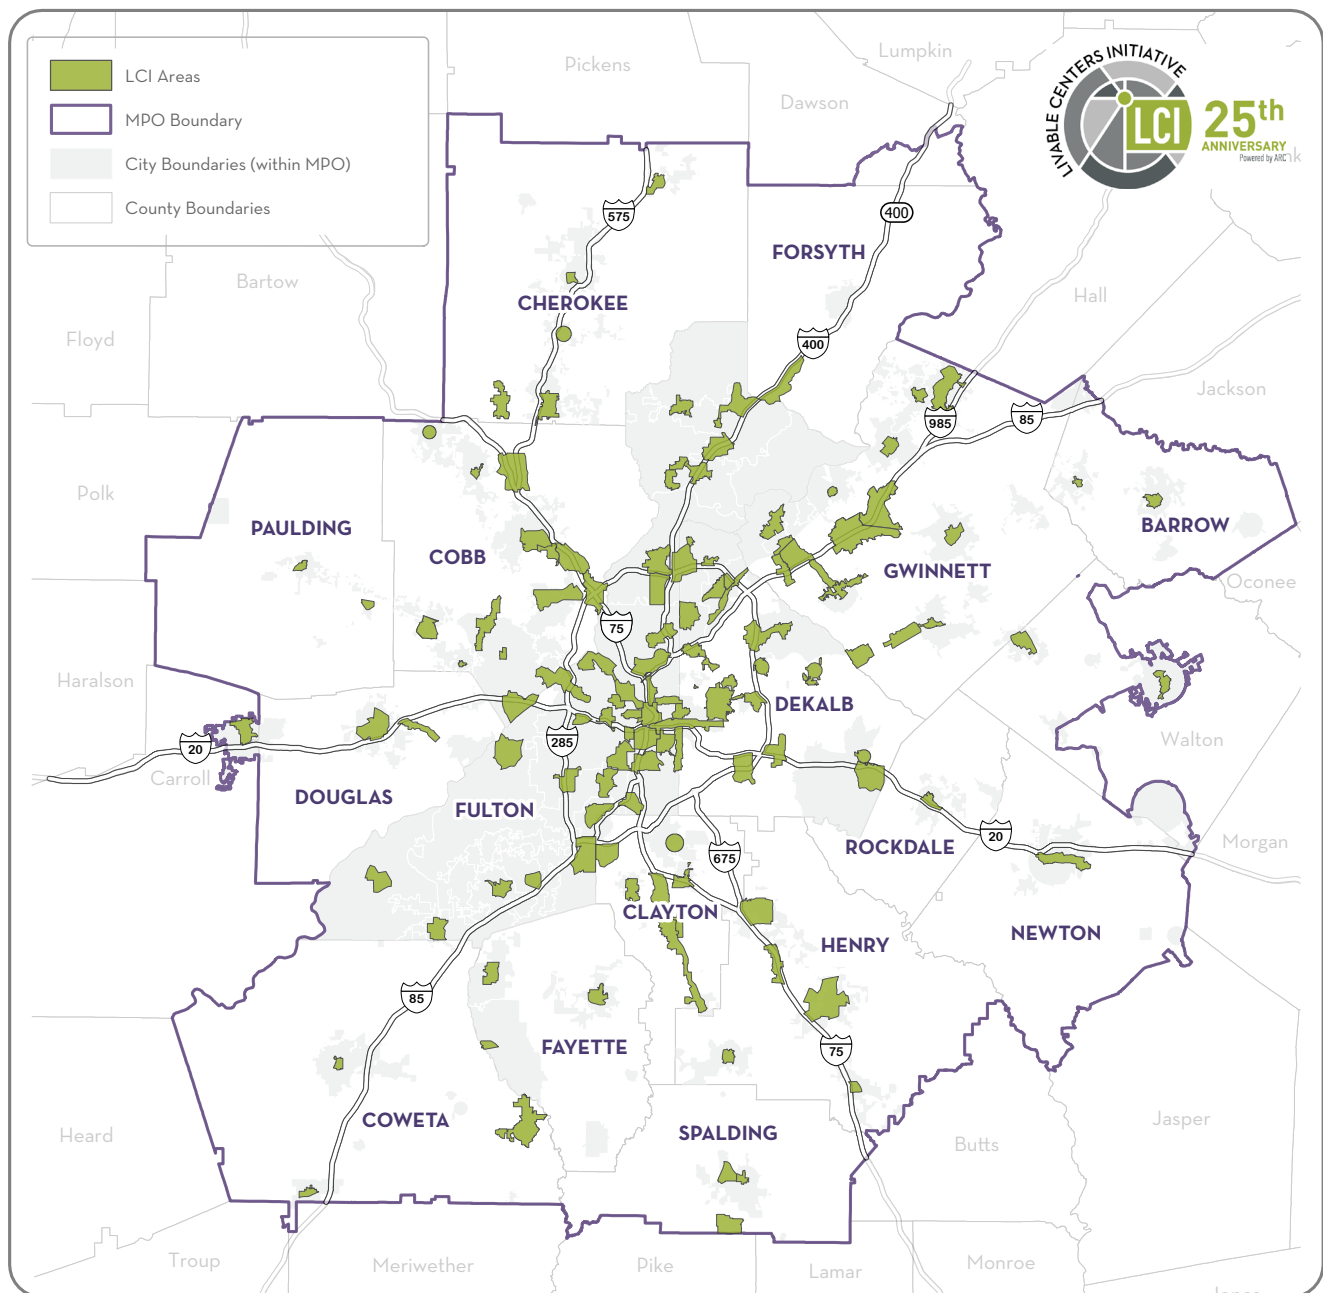 LCI Areas
MPO Boundary
City Boundaries (within MPO)
County Boundaries
LIVABLE CENTERS INITIATIVE
LCI
25th
ANNIVERSARY
Powered by ARC
Pickens
Lumpkin
Dawson
575
400
FORSYTH
Bartow
Hall
CHEROKEE
Floyd
400
Jackson
985
85
Polk
PAULDING
BARROW
COBB
GWINNETT
Oconee
75
Haralson
DEKALB
20
285
Walton
Carroll
DOUGLAS
FULTON
20
Morgan
ROCKDALE
675
CLAYTON
NEWTON
HENRY
85
FAYETTE
75
COWETA
Jasper
Heard
SPALDING
Butts
Troup
Meriwether
Pike
Lamar
Monroe